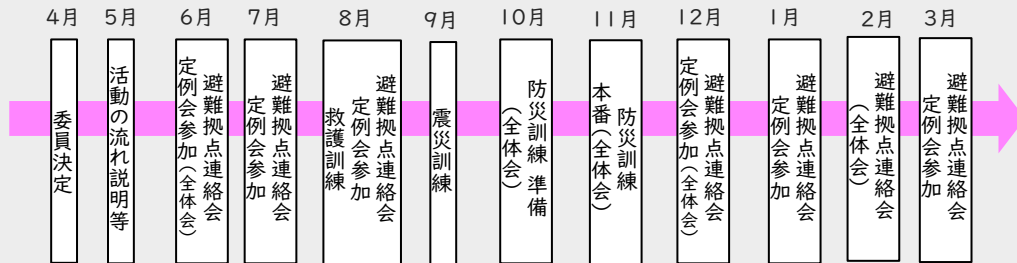 4月
委員決定
5月
活動の流れ説明等
6月
避難拠点連絡会
定例会参加(全体会)
7月
避難拠点連絡会
定例会参加
8月
避難拠点連絡会
定例会参加
救護訓練
9月
震災訓練
10月
防災訓練 準備
(全体会)
11月
防災訓練
本番(全体会)
12月
避難拠点連絡会
定例会参加(全体会)
1月
避難拠点連絡会
定例会参加
2月
避難拠点連絡会
(全体会)
3月
避難拠点連絡会
定例会参加